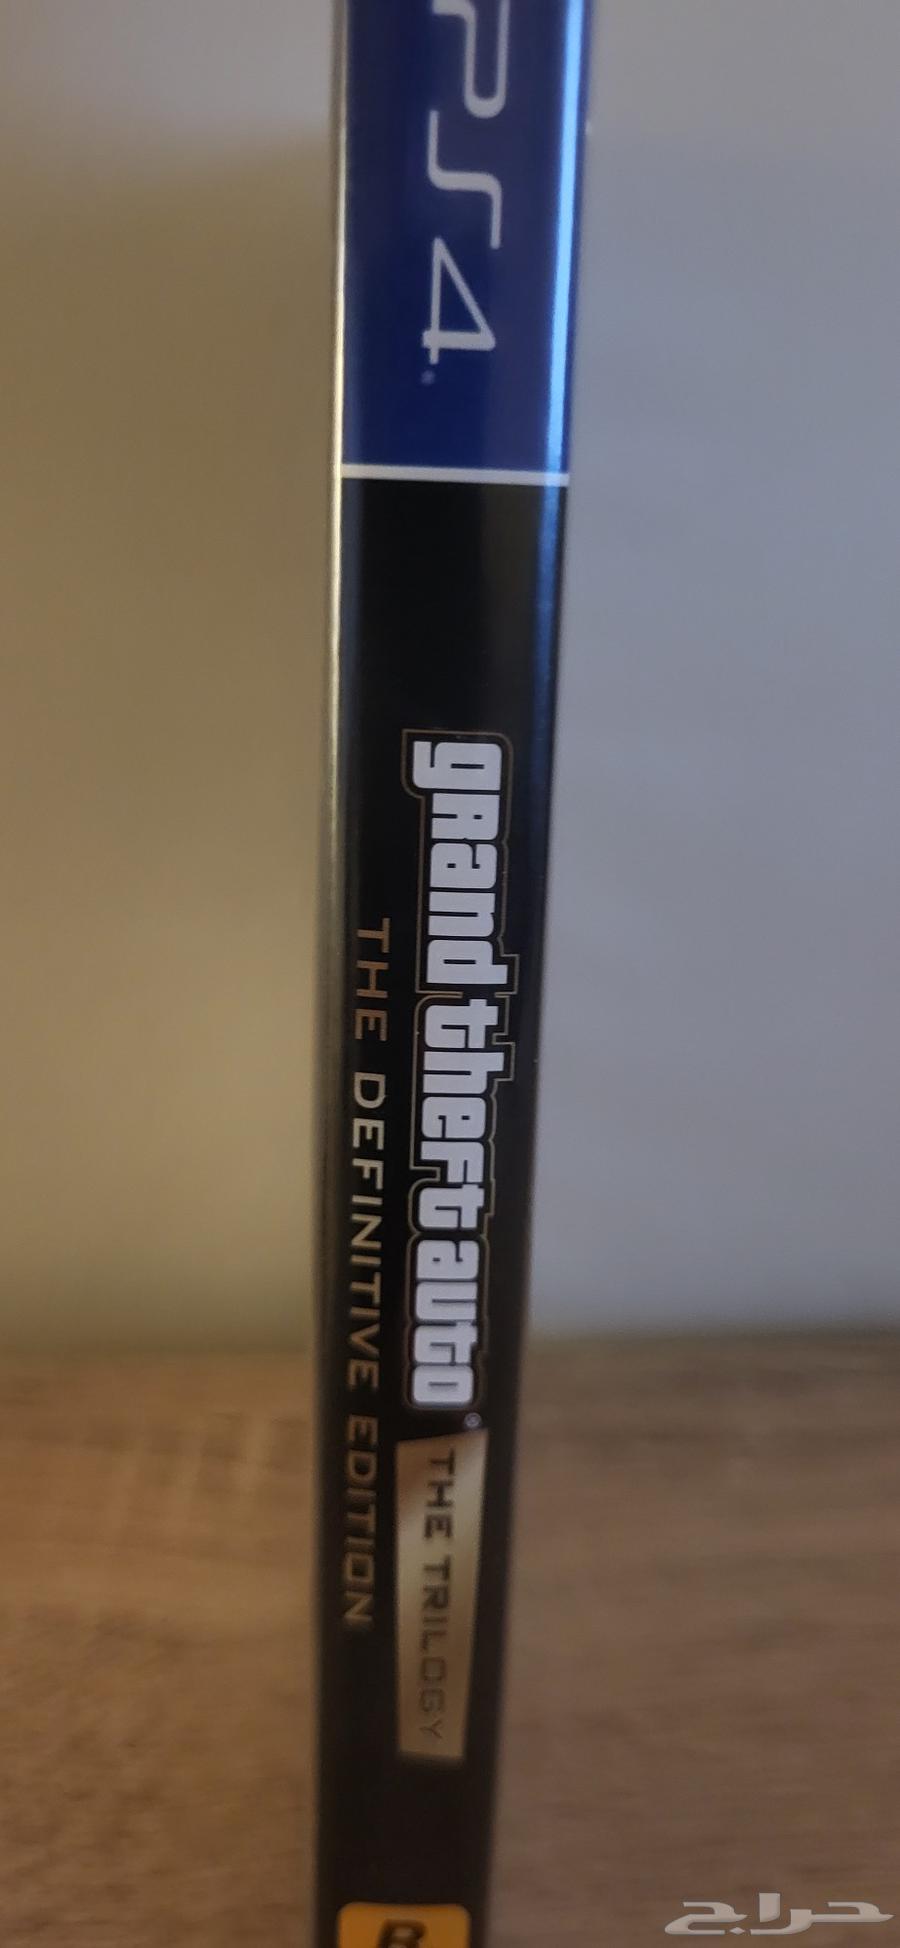 PS4
grand theft auto
THE TRILOGY
THE DEFINITIVE EDITION
R
حراج